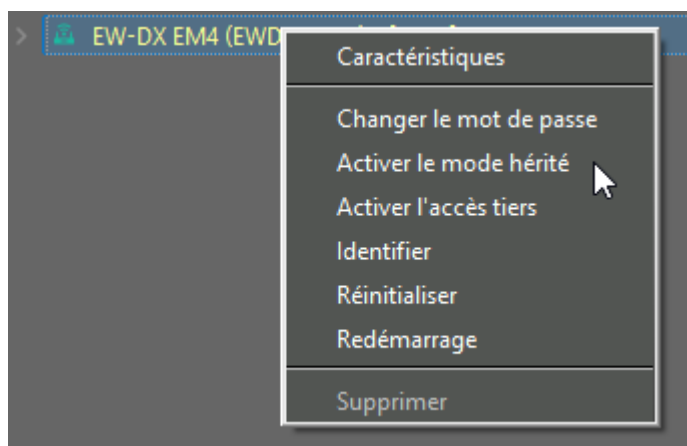 EW-DX EM4 (EWD
Caractéristiques
Changer le mot de passe
Activer le mode hérité
Activer l'accès tiers
Identifier
Réinitialiser
Redémarrage
Supprimer